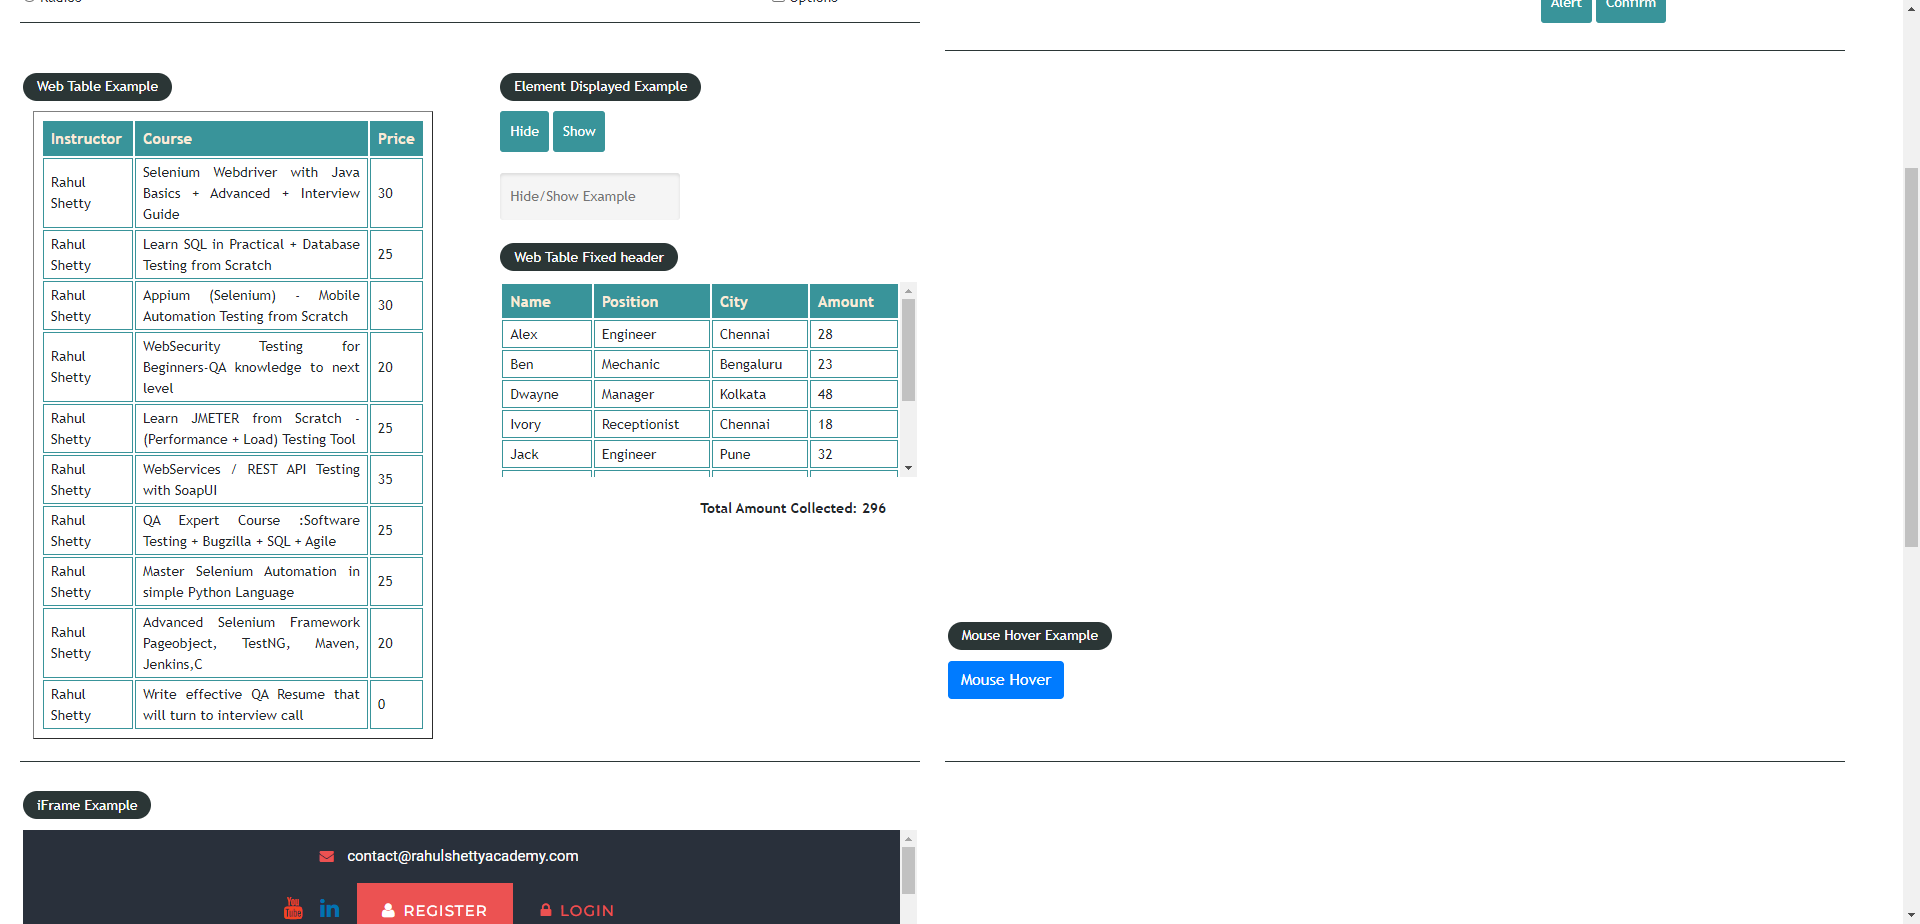 Radios
Options
Alert
Confirm
Web Table Example
Instructor Course Price
Rahul Shetty
Selenium Webdriver with Java
Basics + Advanced + Interview
Guide
30
Rahul Shetty
Learn SQL in Practical + Database
Testing from Scratch
25
Rahul Shetty
Appium (Selenium) - Mobile
Automation Testing from Scratch
30
Rahul Shetty
WebSecurity Testing for
Beginners-QA knowledge to next
level
20
Rahul Shetty
Learn JMETER from Scratch -
(Performance + Load) Testing Tool
25
Rahul Shetty
WebServices / REST API Testing
with SoapUI
35
Rahul Shetty
QA Expert Course :Software
Testing + Bugzilla + SQL + Agile
25
Rahul Shetty
Master Selenium Automation in
simple Python Language
25
Rahul Shetty
Advanced Selenium Framework
Pageobject, TestNG, Maven,
Jenkins,C
20
Rahul Shetty
Write effective QA Resume that
will turn to interview call
0
Element Displayed Example
Hide Show
Hide/Show Example
Web Table Fixed header
Name Position City Amount
Alex Engineer Chennai 28
Ben Mechanic Bengaluru 23
Dwayne Manager Kolkata 48
Ivory Receptionist Chennai 18
Jack Engineer Pune 32
Total Amount Collected: 296
Mouse Hover Example
Mouse Hover
iFrame Example
contact@rahulshettyacademy.com
You Tube
in
REGISTER
LOGIN